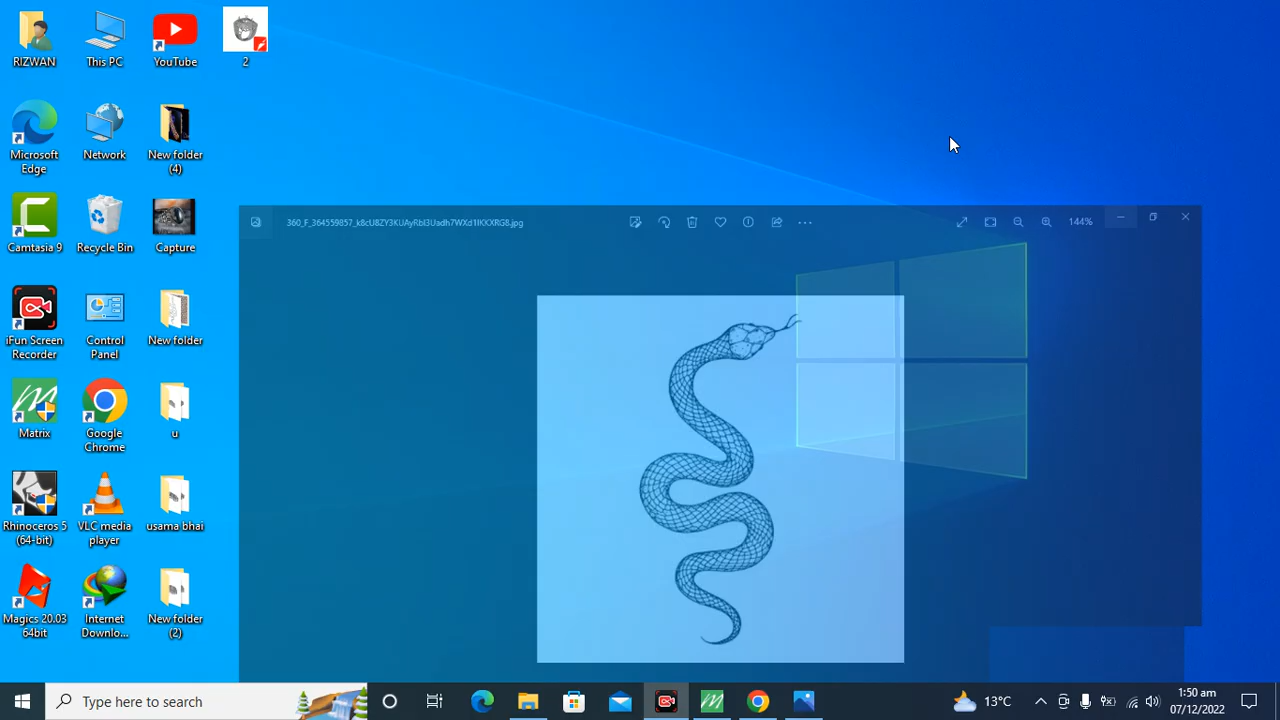 RIZWAN
This PC
YouTube
2
Microsoft
Edge
Network
New folder
(4)
Camtasia 9
Recycle Bin
Capture
iFun Screen
Recorder
Control
Panel
New folder
Matrix
Google
Chrome
u
Rhinoceros 5
(64-bit)
VLC media
player
usama bhai
Magics 20.03
64bit
Internet
Downlo...
New folder
(2)
144%
Type here to search
13°C
1:50 am
07/12/2022